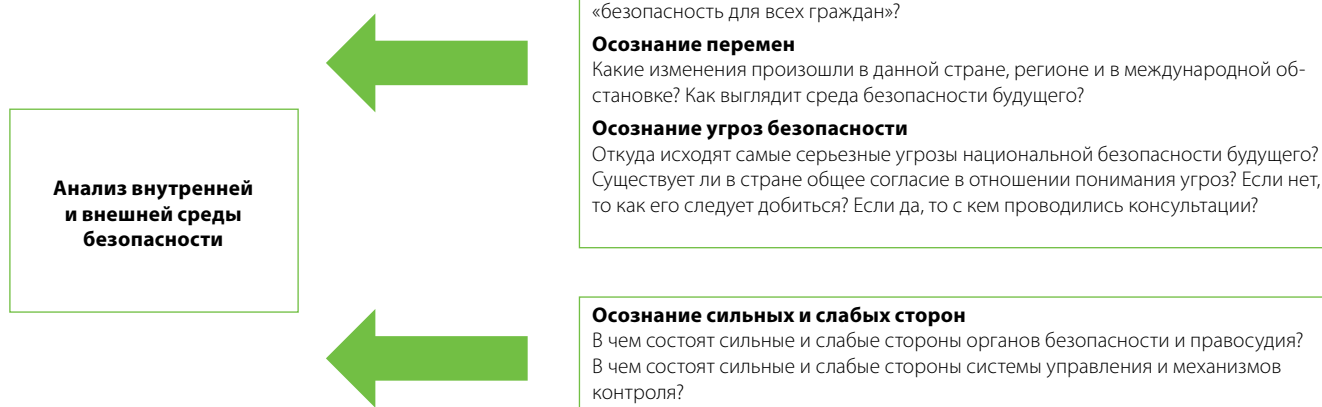 «безопасность для всех граждан»?
Осознание перемен
Какие изменения произошли в данной стране, регионе и в международной об-
становке? Как выглядит среда безопасности будущего?
Осознание угроз безопасности
Откуда исходят самые серьезные угрозы национальной безопасности будущего?
Существует ли в стране общее согласие в отношении понимания угроз? Если нет,
то как его следует добиться? Если да, то с кем проводились консультации?
Анализ внутренней
и внешней среды
безопасности
Осознание сильных и слабых сторон
В чем состоят сильные и слабые стороны органов безопасности и правосудия?
В чем состоят сильные и слабые стороны системы управления и механизмов
контроля?